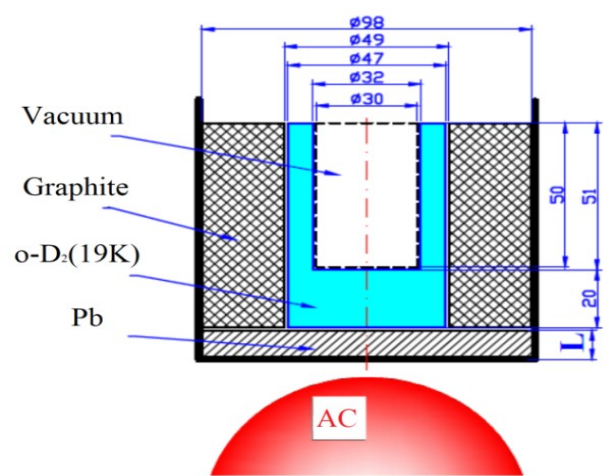 ø98
ø49
ø47
ø32
ø30
Vacuum
Graphite
o-D₂(19K)
Pb
50
51
20
L
AC